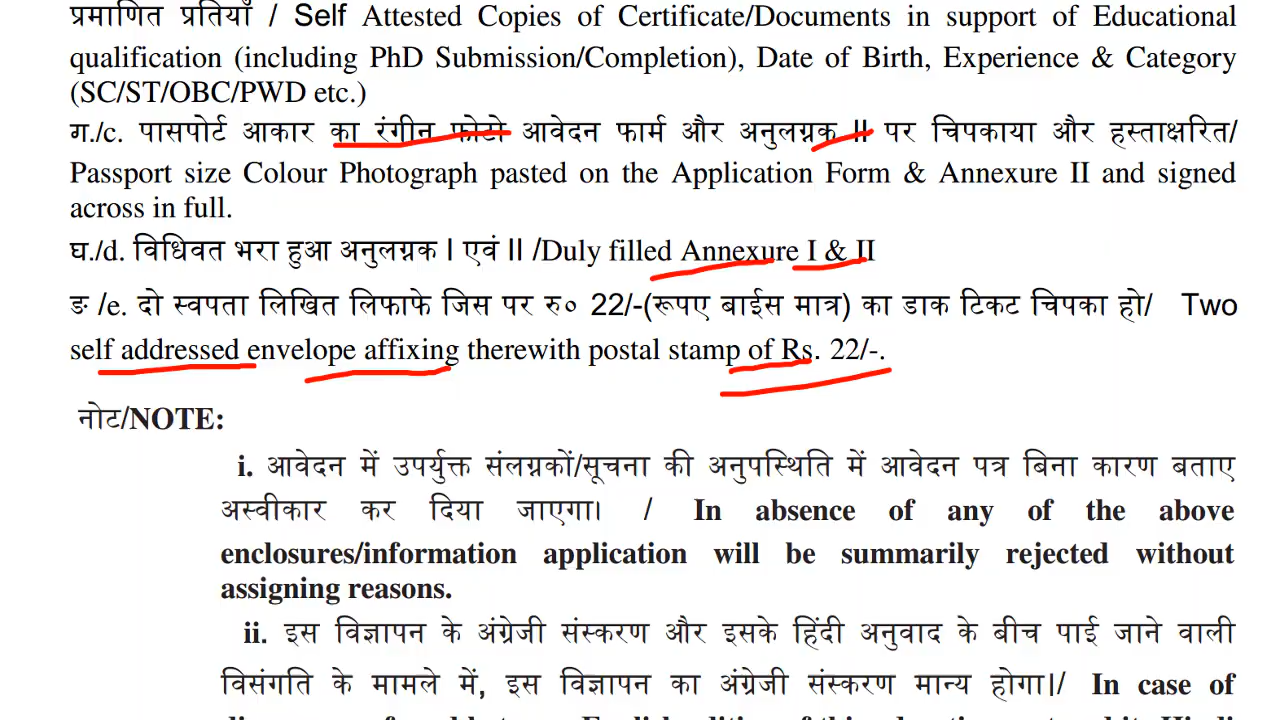 प्रमाणित प्रतियाँ / Self Attested Copies of Certificate/Documents in support of Educational
qualification (including PhD Submission/Completion), Date of Birth, Experience & Category
(SC/ST/OBC/PWD etc.)
ग./c. पासपोर्ट आकार का रंगीन फोटो आवेदन फार्म और अनुलग्नक II पर चिपकाया और हस्ताक्षरित/
Passport size Colour Photograph pasted on the Application Form & Annexure II and signed
across in full.
घ./d. विधिवत भरा हुआ अनुलग्नक I एवं II /Duly filled Annexure I & II
ङ /e. दो स्वपता लिखित लिफाफे जिस पर रु० 22/-(रूपए बाईस मात्र) का डाक टिकट चिपका हो/ Two
self addressed envelope affixing therewith postal stamp of Rs. 22/-.
नोट/NOTE:
i. आवेदन में उपर्युक्त संलग्नकों/सूचना की अनुपस्थिति में आवेदन पत्र बिना कारण बताए
अस्वीकार कर दिया जाएगा। / In absence of any of the above
enclosures/information application will be summarily rejected without
assigning reasons.
ii. इस विज्ञापन के अंग्रेजी संस्करण और इसके हिंदी अनुवाद के बीच पाई जाने वाली
विसंगति के मामले में, इस विज्ञापन का अंग्रेजी संस्करण मान्य होगा।/ In case of